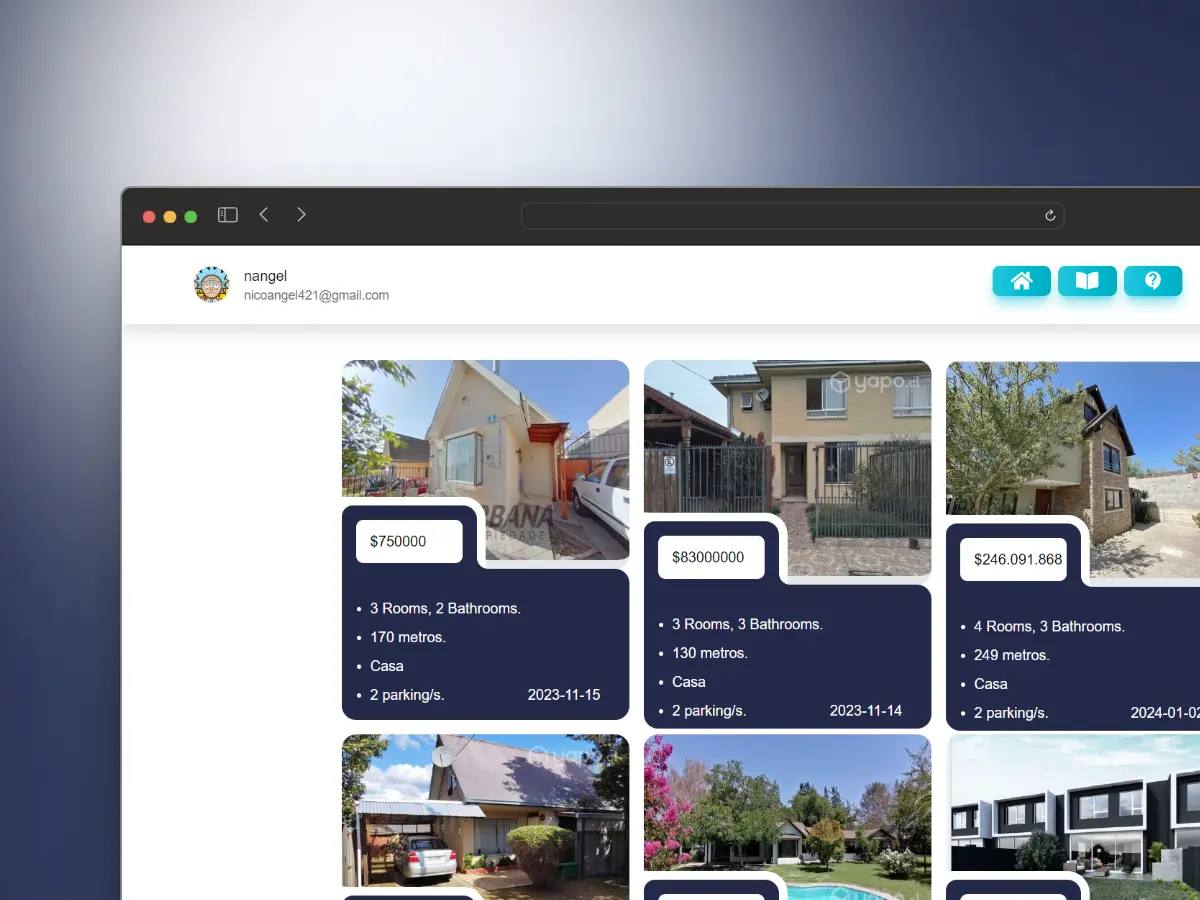 nangel
nicoangel421@gmail.com
yapo.cl
BANA
PIEDADE
$750000
$83000000
$246.091.868
3 Rooms, 2 Bathrooms.
170 metros.
Casa
2 parking/s.
2023-11-15
3 Rooms, 3 Bathrooms.
130 metros.
Casa
2 parking/s.
2023-11-14
4 Rooms, 3 Bathrooms.
249 metros.
Casa
2 parking/s.
2024-01-02
yapo